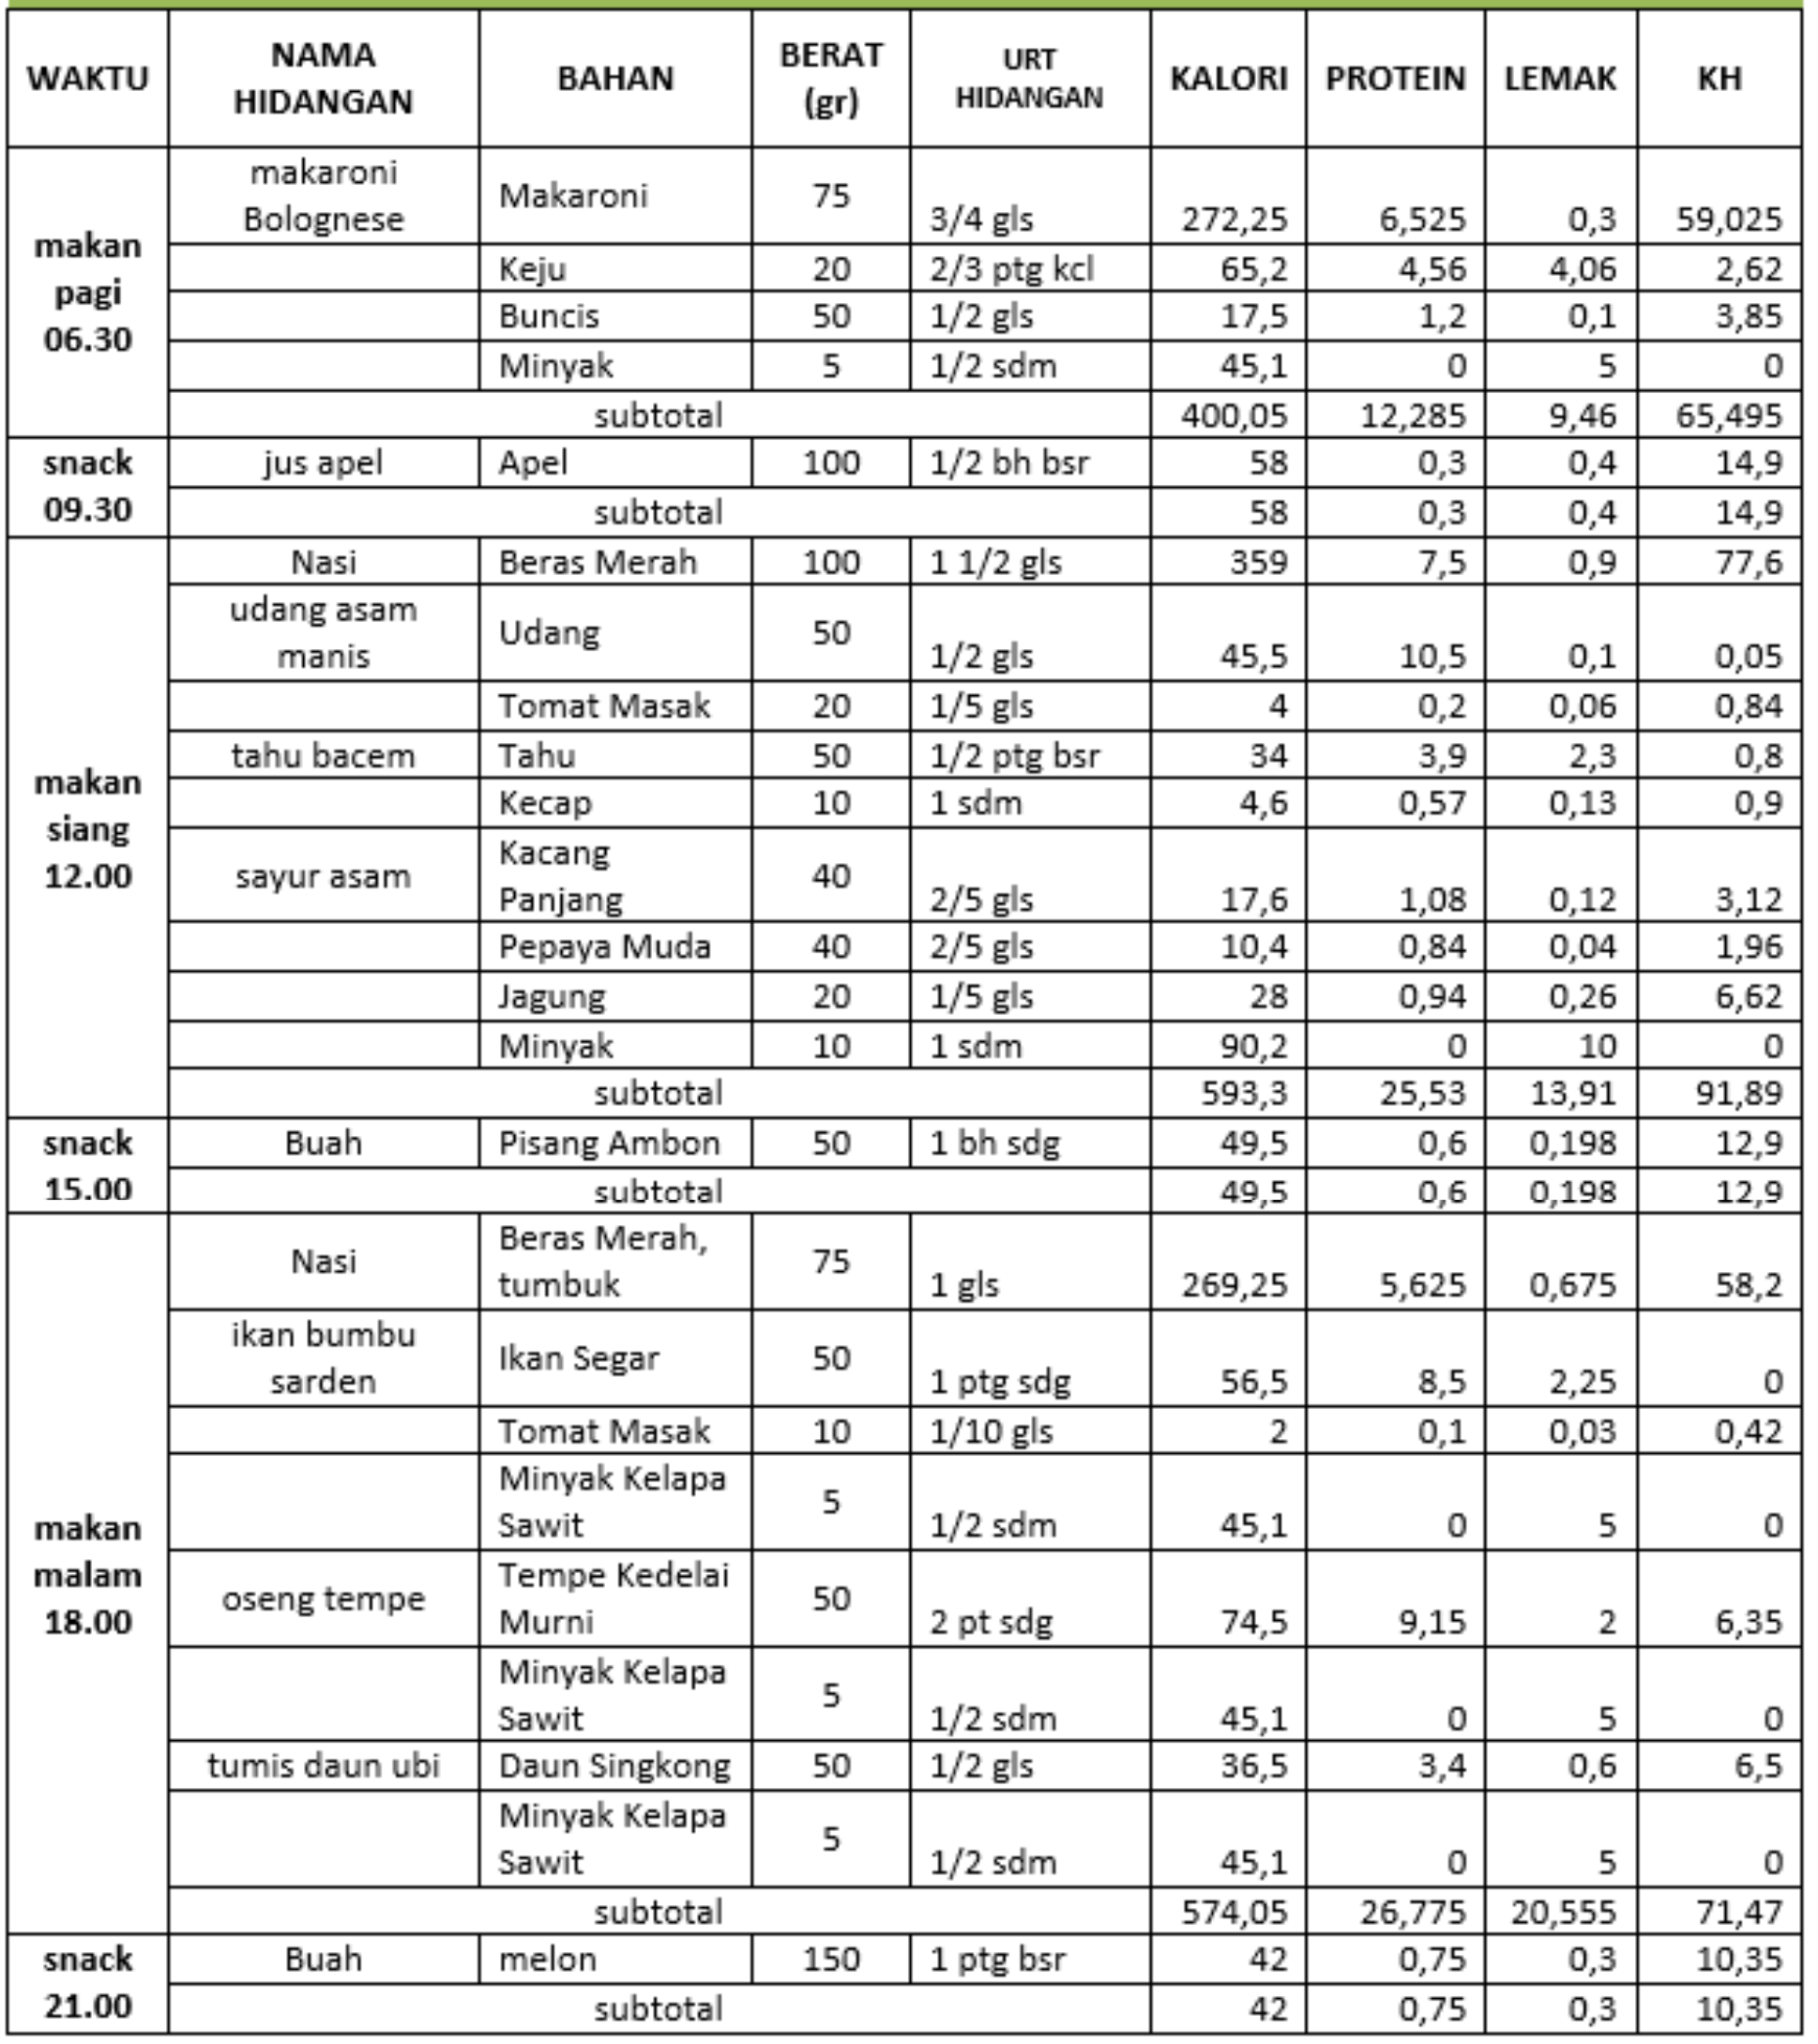 WAKTU NAMA HIDANGAN BAHAN BERAT (gr) URT HIDANGAN KALORI PROTEIN LEMAK KH
makan pagi 06.30 makaroni Bolognese Makaroni 75 3/4 gls 272,25 6,525 0,3 59,025
Keju 20 2/3 ptg kcl 65,2 4,56 4,06 2,62
Buncis 50 1/2 gls 17,5 1,2 0,1 3,85
Minyak 5 1/2 sdm 45,1 0 5 0
subtotal 400,05 12,285 9,46 65,495
snack 09.30 jus apel Apel 100 1/2 bh bsr 58 0,3 0,4 14,9
subtotal 58 0,3 0,4 14,9
makan siang 12.00 Nasi Beras Merah 100 1 1/2 gls 359 7,5 0,9 77,6
udang asam manis Udang 50 1/2 gls 45,5 10,5 0,1 0,05
Tomat Masak 20 1/5 gls 4 0,2 0,06 0,84
tahu bacem Tahu 50 1/2 ptg bsr 34 3,9 2,3 0,8
Kecap 10 1 sdm 4,6 0,57 0,13 0,9
sayur asam Kacang Panjang 40 2/5 gls 17,6 1,08 0,12 3,12
Pepaya Muda 40 2/5 gls 10,4 0,84 0,04 1,96
Jagung 20 1/5 gls 28 0,94 0,26 6,62
Minyak 10 1 sdm 90,2 0 10 0
subtotal 593,3 25,53 13,91 91,89
snack 15.00 Buah Pisang Ambon 50 1 bh sdg 49,5 0,6 0,198 12,9
subtotal 49,5 0,6 0,198 12,9
makan malam 18.00 Nasi Beras Merah, tumbuk 75 1 gls 269,25 5,625 0,675 58,2
ikan bumbu sarden Ikan Segar 50 1 ptg sdg 56,5 8,5 2,25 0
Tomat Masak 10 1/10 gls 2 0,1 0,03 0,42
Minyak Kelapa Sawit 5 1/2 sdm 45,1 0 5 0
oseng tempe Tempe Kedelai Murni 50 2 pt sdg 74,5 9,15 2 6,35
Minyak Kelapa Sawit 5 1/2 sdm 45,1 0 5 0
tumis daun ubi Daun Singkong 50 1/2 gls 36,5 3,4 0,6 6,5
Minyak Kelapa Sawit 5 1/2 sdm 45,1 0 5 0
subtotal 574,05 26,775 20,555 71,47
snack 21.00 Buah melon 150 1 ptg bsr 42 0,75 0,3 10,35
subtotal 42 0,75 0,3 10,35